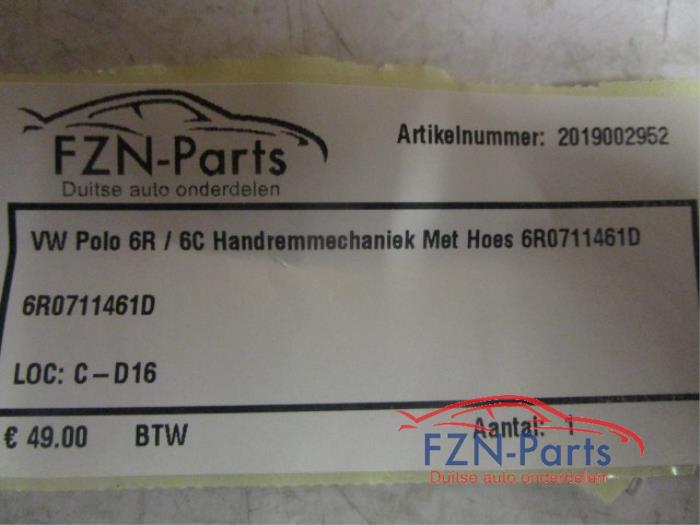 FZN-Parts
Duitse auto onderdelen
Artikelnummer: 2019002952
VW Polo 6R / 6C Handremmechaniek Met Hoes 6R0711461D
6R0711461D
LOC: C-D16
€ 49.00 BTW Aantal: 1
FZN-Parts
Duitse auto onderdelen